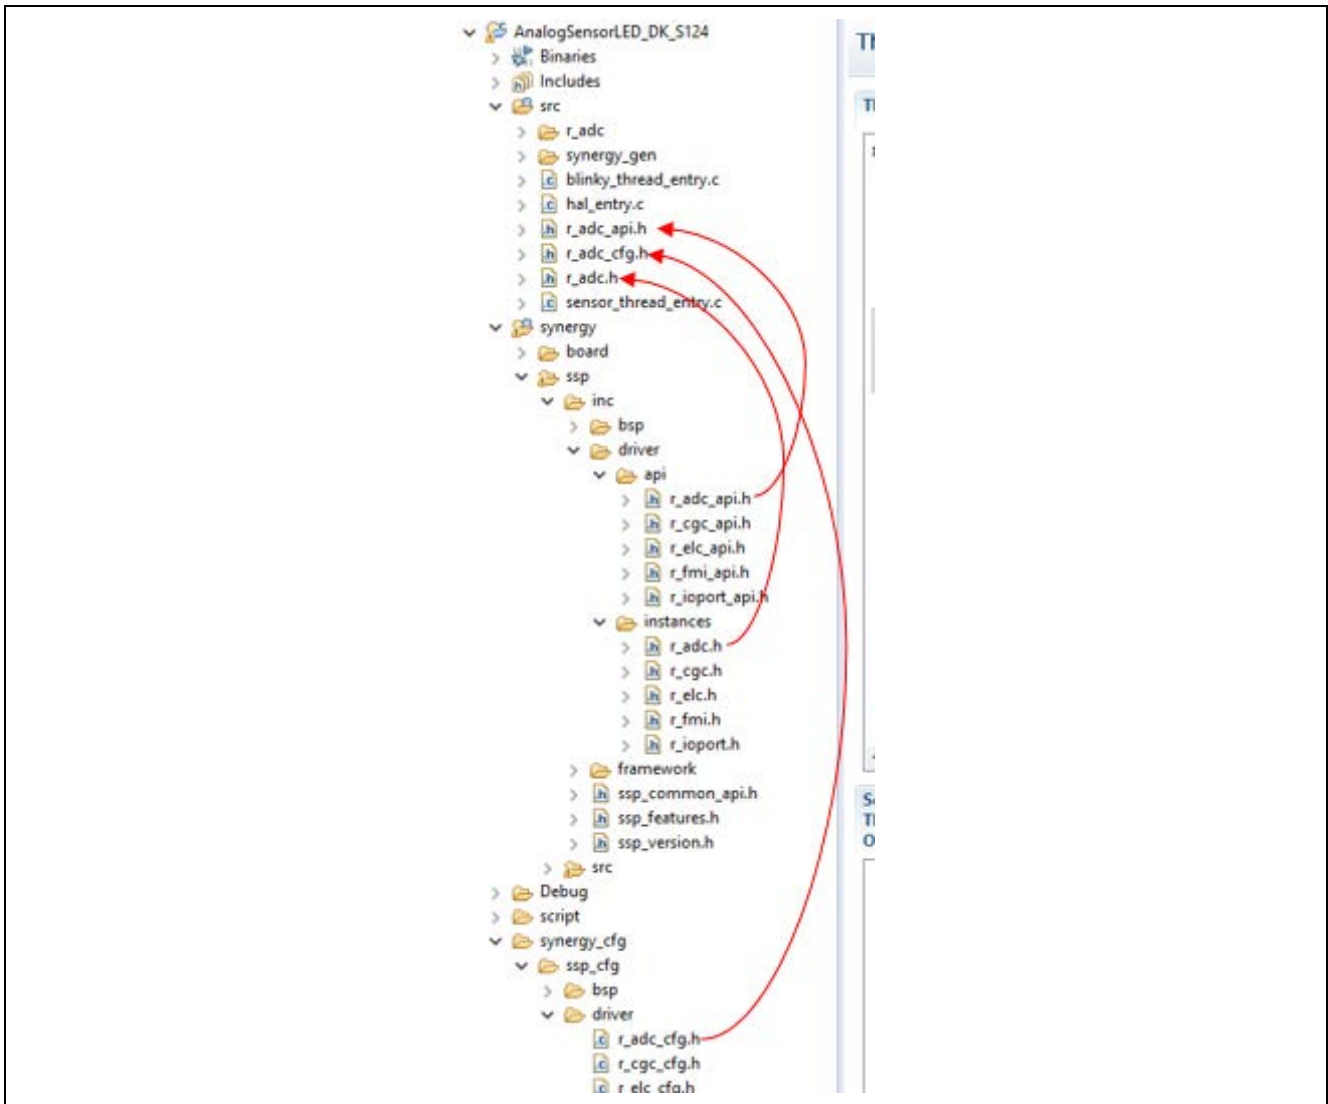 AnalogSensorLED_DK_S124
Binaries
Includes
src
r_adc
synergy_gen
blinky_thread_entry.c
hal_entry.c
r_adc_api.h
r_adc_cfg.h
r_adc.h
sensor_thread_entry.c
synergy
board
ssp
inc
bsp
driver
api
r_adc_api.h
r_cgc_api.h
r_elc_api.h
r_fmi_api.h
r_ioport_api.h
instances
r_adc.h
r_cgc.h
r_elc.h
r_fmi.h
r_ioport.h
framework
ssp_common_api.h
ssp_features.h
ssp_version.h
src
Debug
script
synergy_cfg
ssp_cfg
bsp
driver
r_adc_cfg.h
r_cgc_cfg.h
r_elc_cfg.h